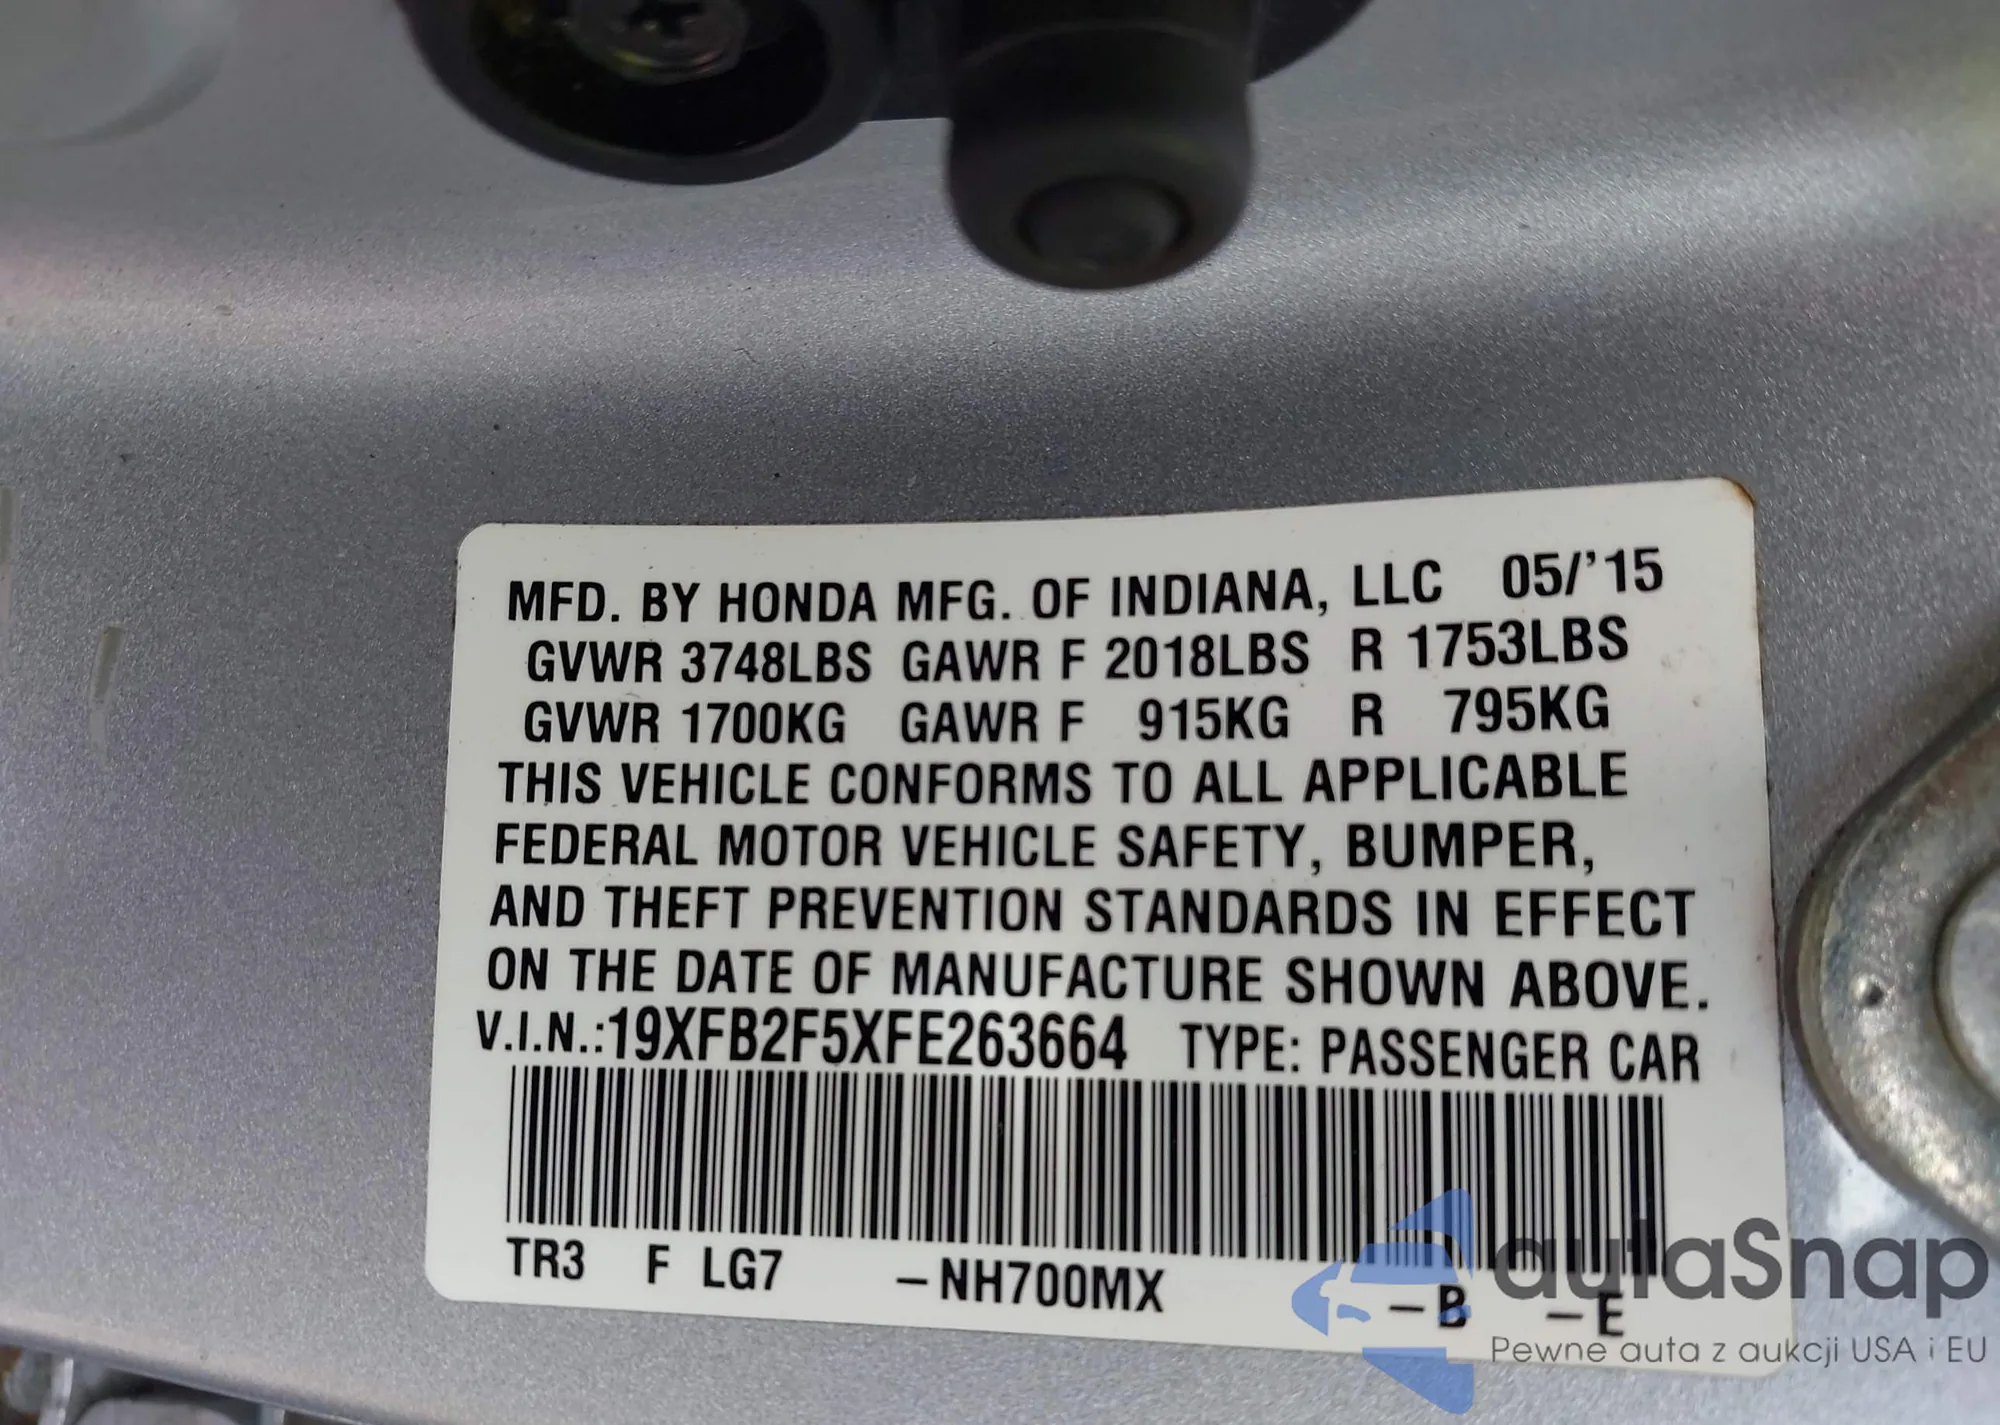 MFD. BY HONDA MFG. OF INDIANA, LLC 05/'15
GVWR 3748LBS GAWR F 2018LBS R 1753LBS
GVWR 1700KG GAWR F 915KG R 795KG
THIS VEHICLE CONFORMS TO ALL APPLICABLE
FEDERAL MOTOR VEHICLE SAFETY, BUMPER,
AND THEFT PREVENTION STANDARDS IN EFFECT
ON THE DATE OF MANUFACTURE SHOWN ABOVE.
V.I.N.:19XFB2F5XFE263664 TYPE: PASSENGER CAR
TR3 F LG7 –NH700MX –B –E
autaSnap
Pewne auta z aukcji USA i EU